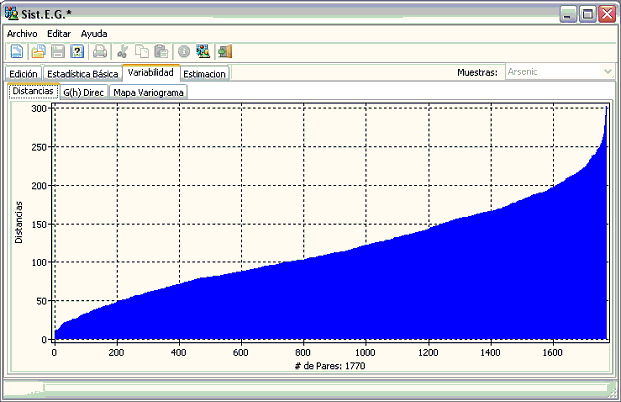 Sist.E.G.*
Archivo Editar Ayuda
Edición Estadística Básica Variabilidad Estimacion Muestras: Arsenic
Distancias G(h) Direc Mapa Variograma
300
250
200
150
100
50
0
Distancias
0 200 400 600 800 1000 1200 1400 1600
# de Pares: 1770